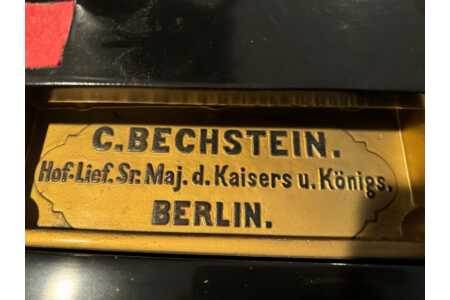 C. BECHSTEIN.
Hof-Lief. Sr. Maj. d. Kaisers u. Königs,
BERLIN.